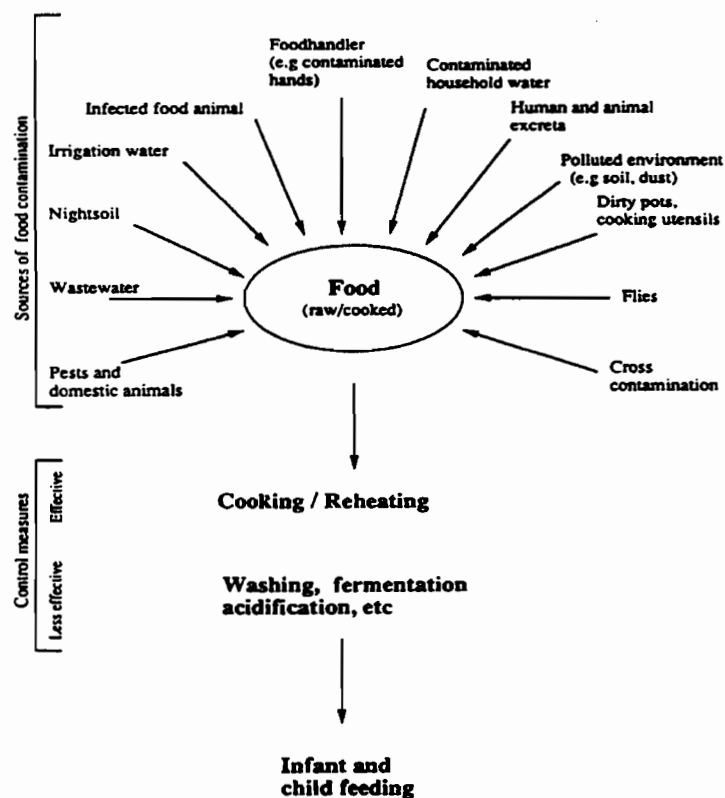 Foodhandler
(e.g contaminated
hands)
Contaminated
household water
Infected food animal
Human and animal
excreta
Irrigation water
Polluted environment
(e.g soil, dust)
Nightsoil
Dirty pots,
cooking utensils
Sources of food contamination
Food
(raw/cooked)
Wastewater
Flies
Pests and
domestic animals
Cross
contamination
Control measures
Effective
Cooking / Reheating
Less effective
Washing, fermentation
acidification, etc
Infant and
child feeding